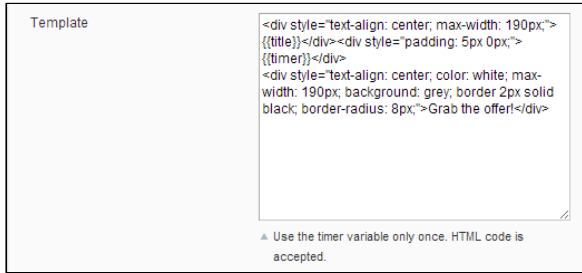 Template
<div style="text-align: center; max-width: 190px;">
{{title}}</div><div style="padding: 5px 0px;">
{{timer}}</div>
<div style="text-align: center; color: white; max-
width: 190px; background: grey; border 2px solid
black; border-radius: 8px;">Grab the offer!</div>
Use the timer variable only once. HTML code is
accepted.